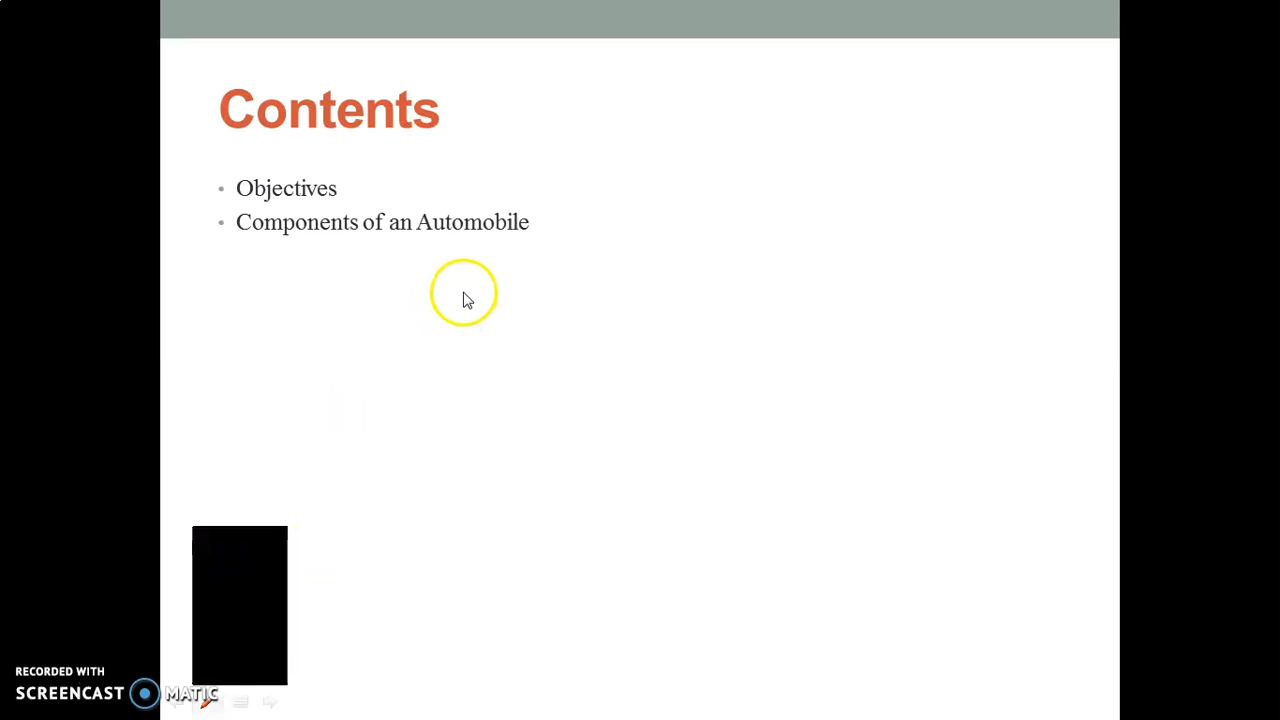 Contents
• Objectives
• Components of an Automobile
RECORDED WITH
SCREENCAST MATIC